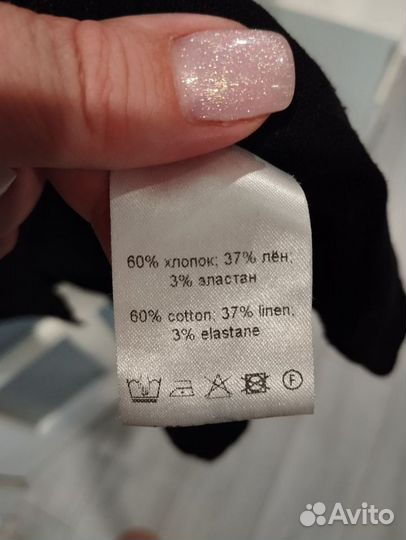 60% хлопок; 37% лён;
3% эластан
60% cotton; 37% linen;
3% elastane
F
Avito